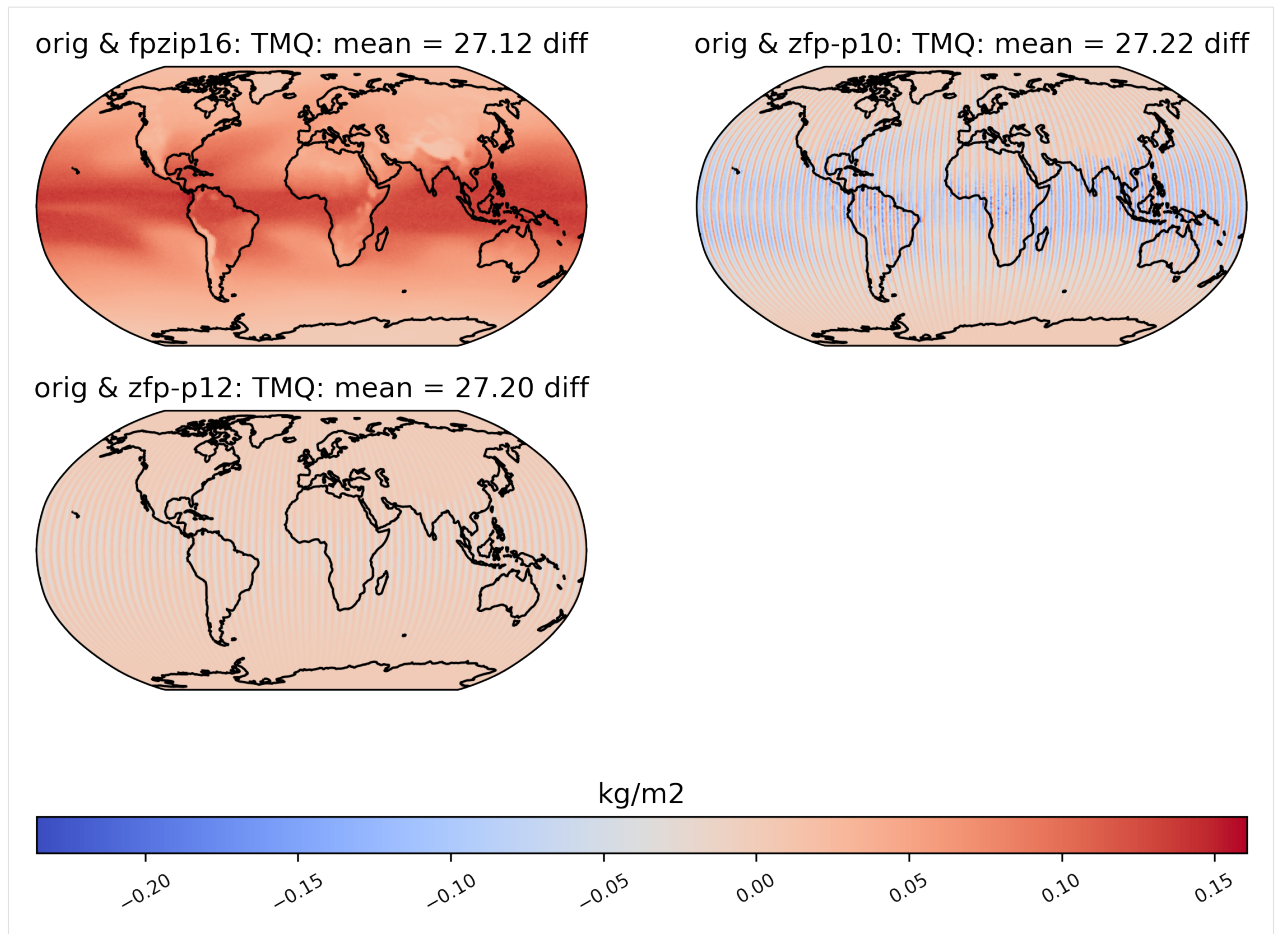 orig & fpzip16: TMQ: mean = 27.12 diff
orig & zfp-p10: TMQ: mean = 27.22 diff
orig & zfp-p12: TMQ: mean = 27.20 diff
kg/m2
−0.20 −0.15 −0.10 −0.05 0.00 0.05 0.10 0.15